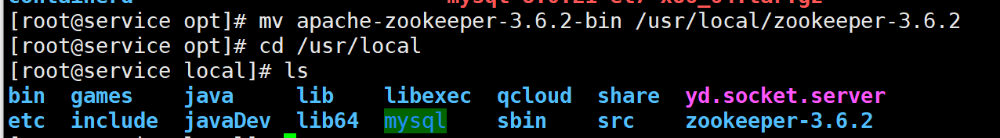 [root@service opt]# mv apache-zookeeper-3.6.2-bin /usr/local/zookeeper-3.6.2
[root@service opt]# cd /usr/local
[root@service local]# ls
bin games java lib libexec qcloud share yd.socket.server
etc include javaDev lib64 mysql sbin src zookeeper-3.6.2